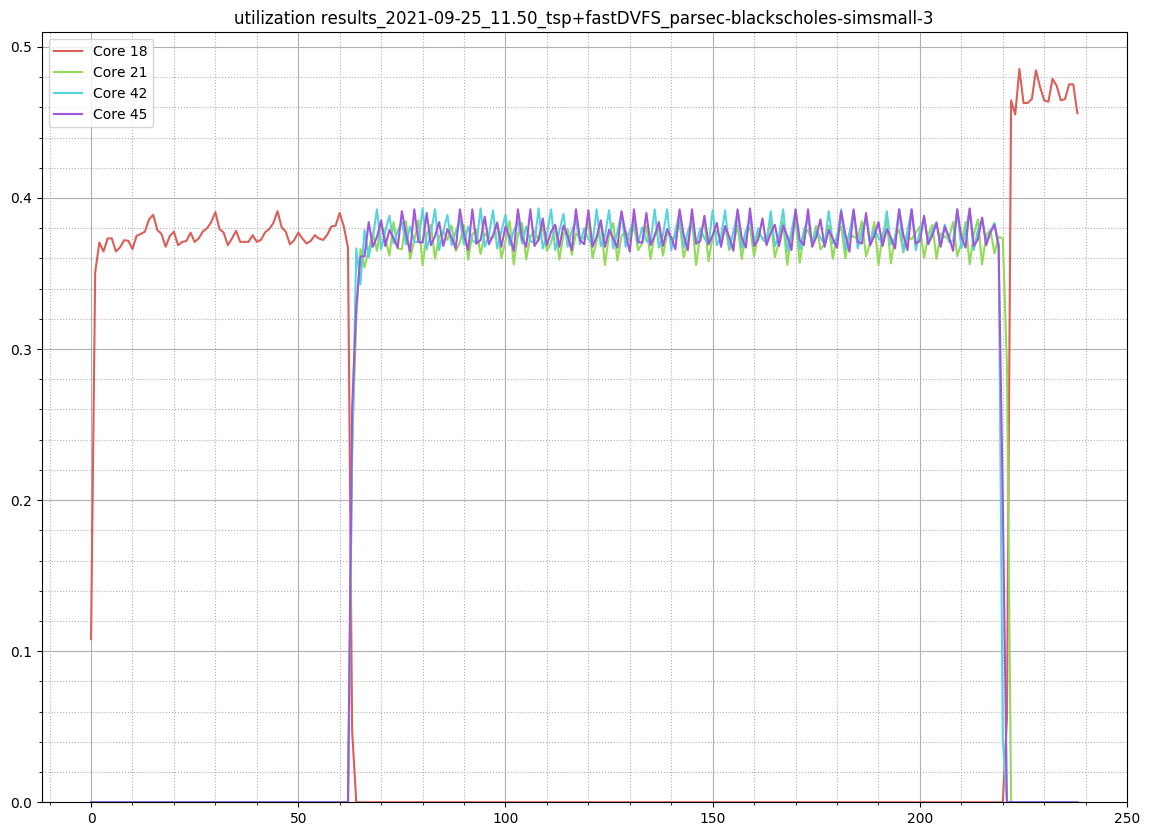 utilization results_2021-09-25_11.50_tsp+fastDVFS_parsec-blackscholes-simsmall-3
0.5
Core 18
Core 21
Core 42
Core 45
0.4
0.3
0.2
0.1
0.0
0 50 100 150 200 250